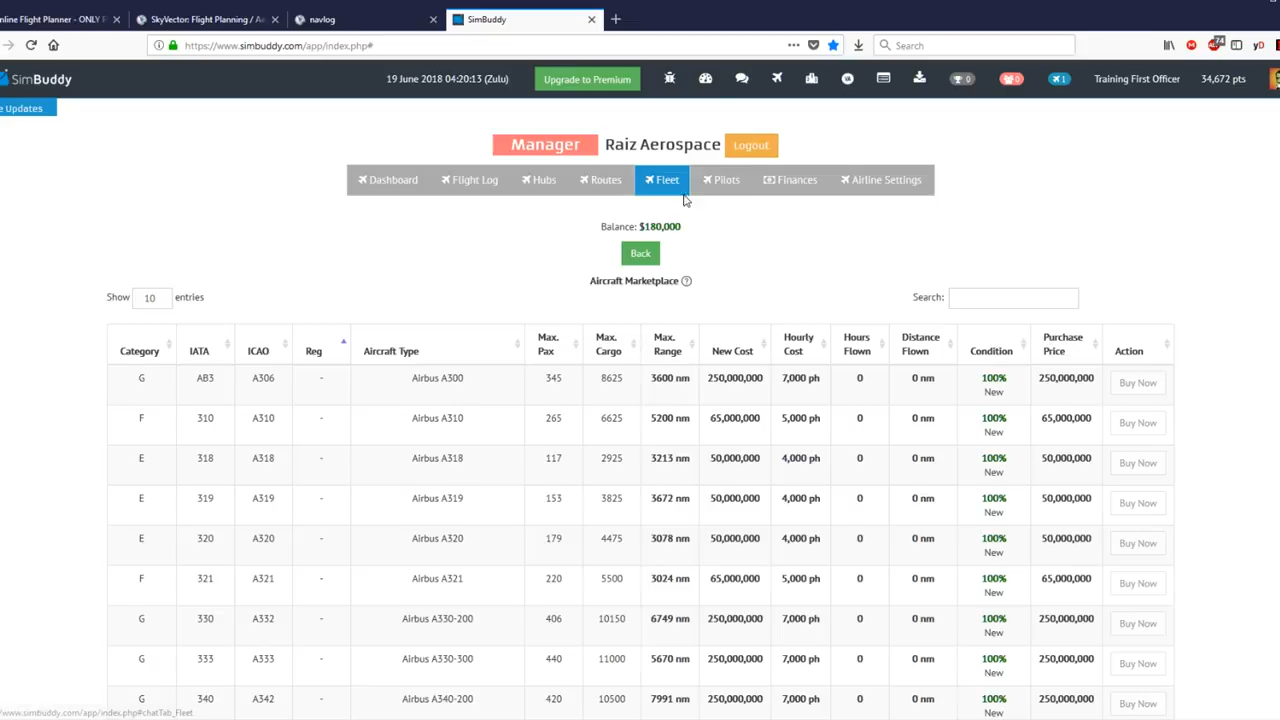 nline Flight Planner - ONLY F
SkyVector: Flight Planning / Ae
navlog
SimBuddy
https://www.simbuddy.com/app/index.php#
Search
74
SimBuddy
19 June 2018 04:20:13 (Zulu)
Upgrade to Premium
0
0
1
Training First Officer
34,672 pts
e Updates
Manager Raiz Aerospace Logout
Dashboard Flight Log Hubs Routes Fleet Pilots Finances Airline Settings
Balance: $180,000
Back
Aircraft Marketplace
Show 10 entries
Search:
Category IATA ICAO Reg Aircraft Type Max. Pax Max. Cargo Max. Range New Cost Hourly Cost Hours Flown Distance Flown Condition Purchase Price Action
G AB3 A306 - Airbus A300 345 8625 3600 nm 250,000,000 7,000 ph 0 0 nm 100% New 250,000,000 Buy Now
F 310 A310 - Airbus A310 265 6625 5200 nm 65,000,000 5,000 ph 0 0 nm 100% New 65,000,000 Buy Now
E 318 A318 - Airbus A318 117 2925 3213 nm 50,000,000 4,000 ph 0 0 nm 100% New 50,000,000 Buy Now
E 319 A319 - Airbus A319 153 3825 3672 nm 50,000,000 4,000 ph 0 0 nm 100% New 50,000,000 Buy Now
E 320 A320 - Airbus A320 179 4475 3078 nm 50,000,000 4,000 ph 0 0 nm 100% New 50,000,000 Buy Now
F 321 A321 - Airbus A321 220 5500 3024 nm 65,000,000 5,000 ph 0 0 nm 100% New 65,000,000 Buy Now
G 330 A332 - Airbus A330-200 406 10150 6749 nm 250,000,000 7,000 ph 0 0 nm 100% New 250,000,000 Buy Now
G 333 A333 - Airbus A330-300 440 11000 5670 nm 250,000,000 7,000 ph 0 0 nm 100% New 250,000,000 Buy Now
G 340 A342 - Airbus A340-200 420 10500 7991 nm 250,000,000 7,000 ph 0 0 nm 100% New 250,000,000 Buy Now
/www.simbuddy.com/app/index.php#chatTab_Fleet